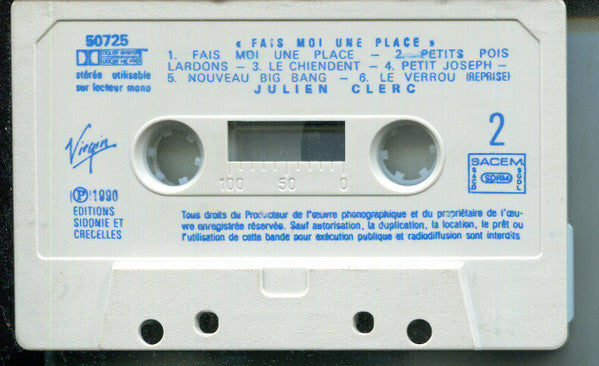 50725
« FAIS MOI UNE PLACE »
DOLBY SYSTEM
1. FAIS MOI UNE PLACE – 2. PETITS POIS
LARDONS – 3. LE CHIENDENT – 4. PETIT JOSEPH –
5. NOUVEAU BIG BANG – 6. LE VERROU (REPRISE)
JULIEN CLERC
stéréo utilisable
sur lecteur mono
Virgin
Ⓟ 1990
EDITIONS
SIDONIE ET
CRECELLES
100 50 0
2
SACEM
SACD
SDRM
SGDL
Tous droits du Producteur de l'œuvre phonographique et du propriétaire de l'œu-
vre enregistrée réservés. Sauf autorisation, la duplication, la location, le prêt ou
l'utilisation de cette bande pour exécution publique et radiodiffusion sont interdits